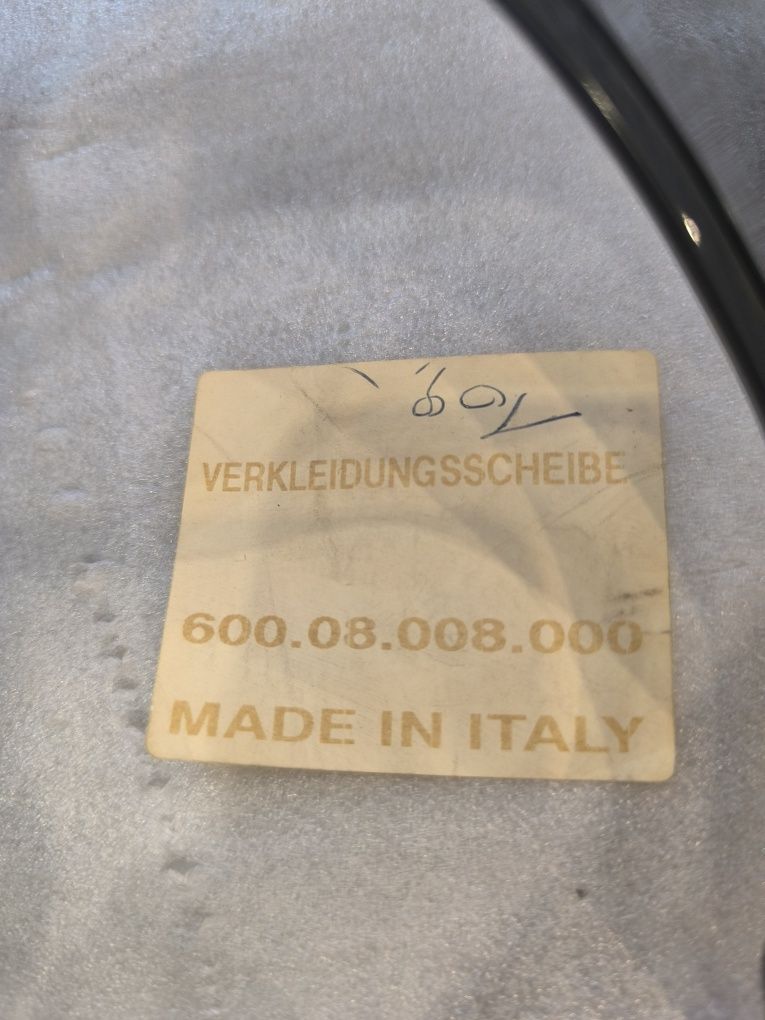 VERKLEIDUNGSSCHEIBE
600.08.008.000
MADE IN ITALY